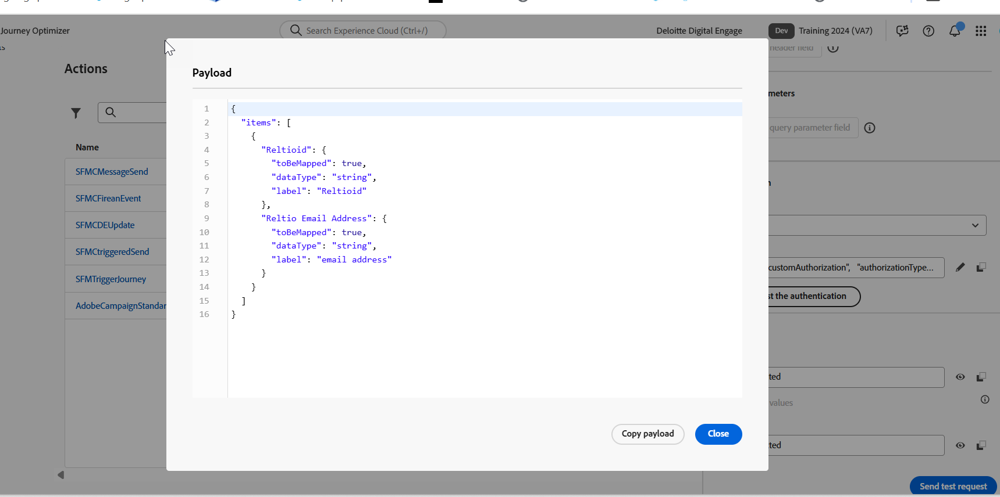 Journey Optimizer
Search Experience Cloud (Ctrl+/)
Deloitte Digital Engage
Dev
Training 2024 (VA7)
Actions
Name
SFMCMessageSend
SFMCFireanEvent
SFMCDEUpdate
SFMCtriggeredSend
SFMTriggerJourney
AdobeCampaignStandar
Payload
1 {
2 "items": [
3 {
4 "Reltioid": {
5 "toBeMapped": true,
6 "dataType": "string",
7 "label": "Reltioid"
8 },
9 "Reltio Email Address": {
10 "toBeMapped": true,
11 "dataType": "string",
12 "label": "email address"
13 }
14 }
15 ]
16 }
Copy payload
Close
header field
meters
query parameter field
n
customAuthorization", "authorizationType...
st the authentication
ted
values
ted
Send test request